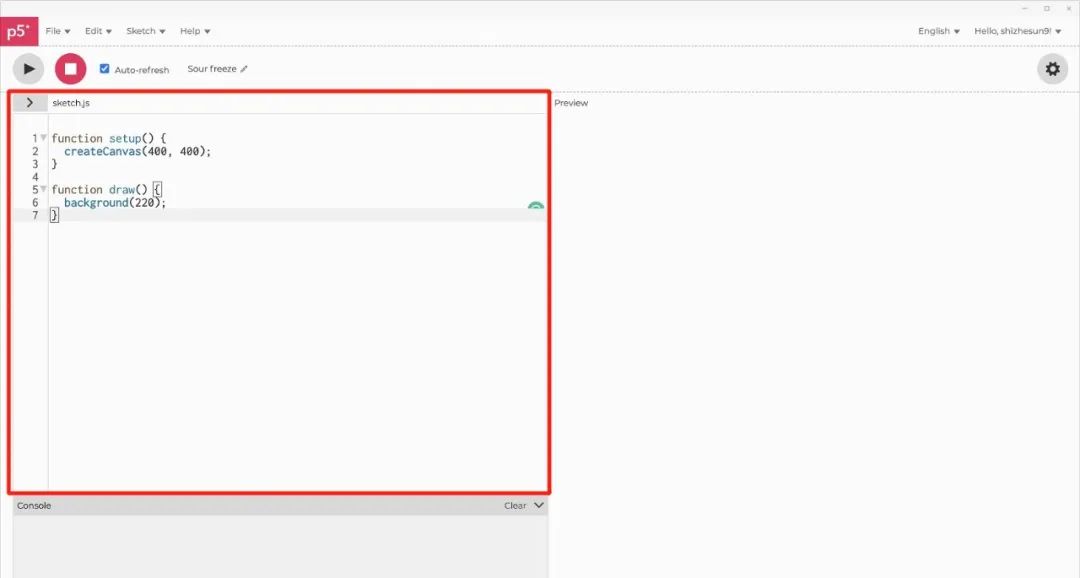 p5* File Edit Sketch Help English Hello, shizhesun9!
Auto-refresh Sour freeze
sketch.js Preview
1 function setup() {
2 createCanvas(400, 400);
3 }
4
5 function draw() {
6 background(220);
7 }
Console Clear